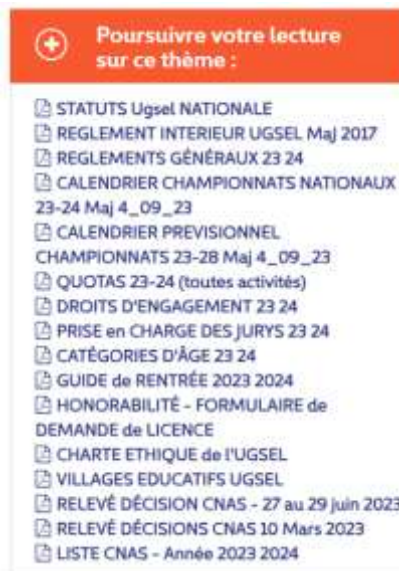 Poursuivre votre lecture
sur ce thème :
STATUTS Ugsel NATIONALE
REGLEMENT INTERIEUR UGSEL Maj 2017
REGLEMENTS GÉNÉRAUX 23 24
CALENDRIER CHAMPIONNATS NATIONAUX
23-24 Maj 4_09_23
CALENDRIER PREVISIONNEL
CHAMPIONNATS 23-28 Maj 4_09_23
QUOTAS 23-24 (toutes activités)
DROITS D'ENGAGEMENT 23 24
PRISE en CHARGE DES JURYS 23 24
CATÉGORIES D'ÂGE 23 24
GUIDE de RENTRÉE 2023 2024
HONORABILITÉ - FORMULAIRE de
DEMANDE de LICENCE
CHARTE ETHIQUE de l'UGSEL
VILLAGES EDUCATIFS UGSEL
RELEVÉ DÉCISION CNAS - 27 au 29 juin 2023
RELEVÉ DÉCISIONS CNAS 10 Mars 2023
LISTE CNAS - Année 2023 2024